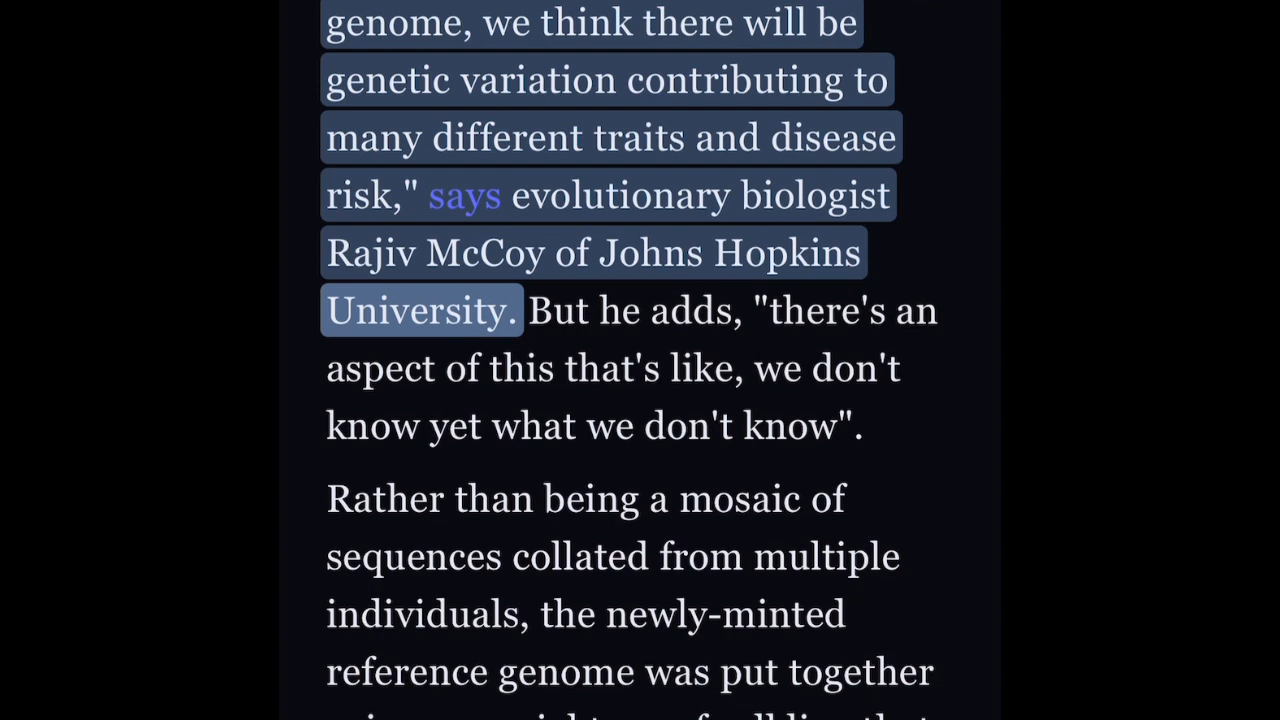 genome, we think there will be
genetic variation contributing to
many different traits and disease
risk," says evolutionary biologist
Rajiv McCoy of Johns Hopkins
University. But he adds, "there's an
aspect of this that's like, we don't
know yet what we don't know".
Rather than being a mosaic of
sequences collated from multiple
individuals, the newly-minted
reference genome was put together